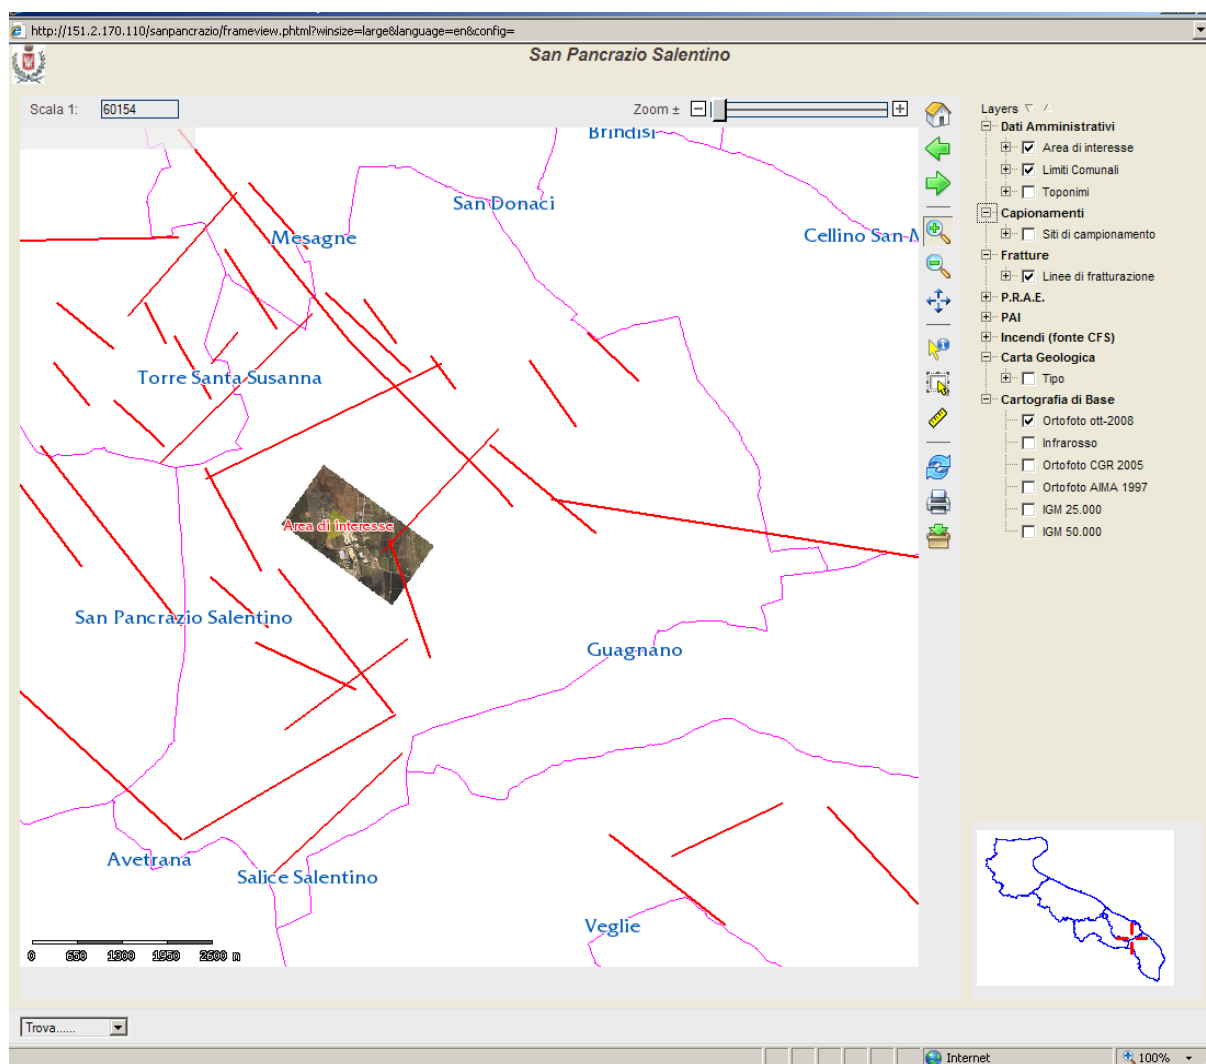 http://151.2.170.110/sanpancrazio/frameview.phtml?winsize=large&language=en&config=
San Pancrazio Salentino
Scala 1: 60154
Zoom ±
Brindisi
San Donaci
Mesagne
Cellino San
Torre Santa Susanna
Area di interesse
San Pancrazio Salentino
Guagnano
Avetrana
Salice Salentino
Veglie
0 650 1300 1950 2600 m
Layers
Dati Amministrativi
Area di interesse
Limiti Comunali
Toponimi
Capionamenti
Siti di campionamento
Fratture
Linee di fratturazione
P.R.A.E.
PAI
Incendi (fonte CFS)
Carta Geologica
Tipo
Cartografia di Base
Ortofoto ott-2008
Infrarosso
Ortofoto CGR 2005
Ortofoto AIMA 1997
IGM 25.000
IGM 50.000
Trova......
Internet
100%